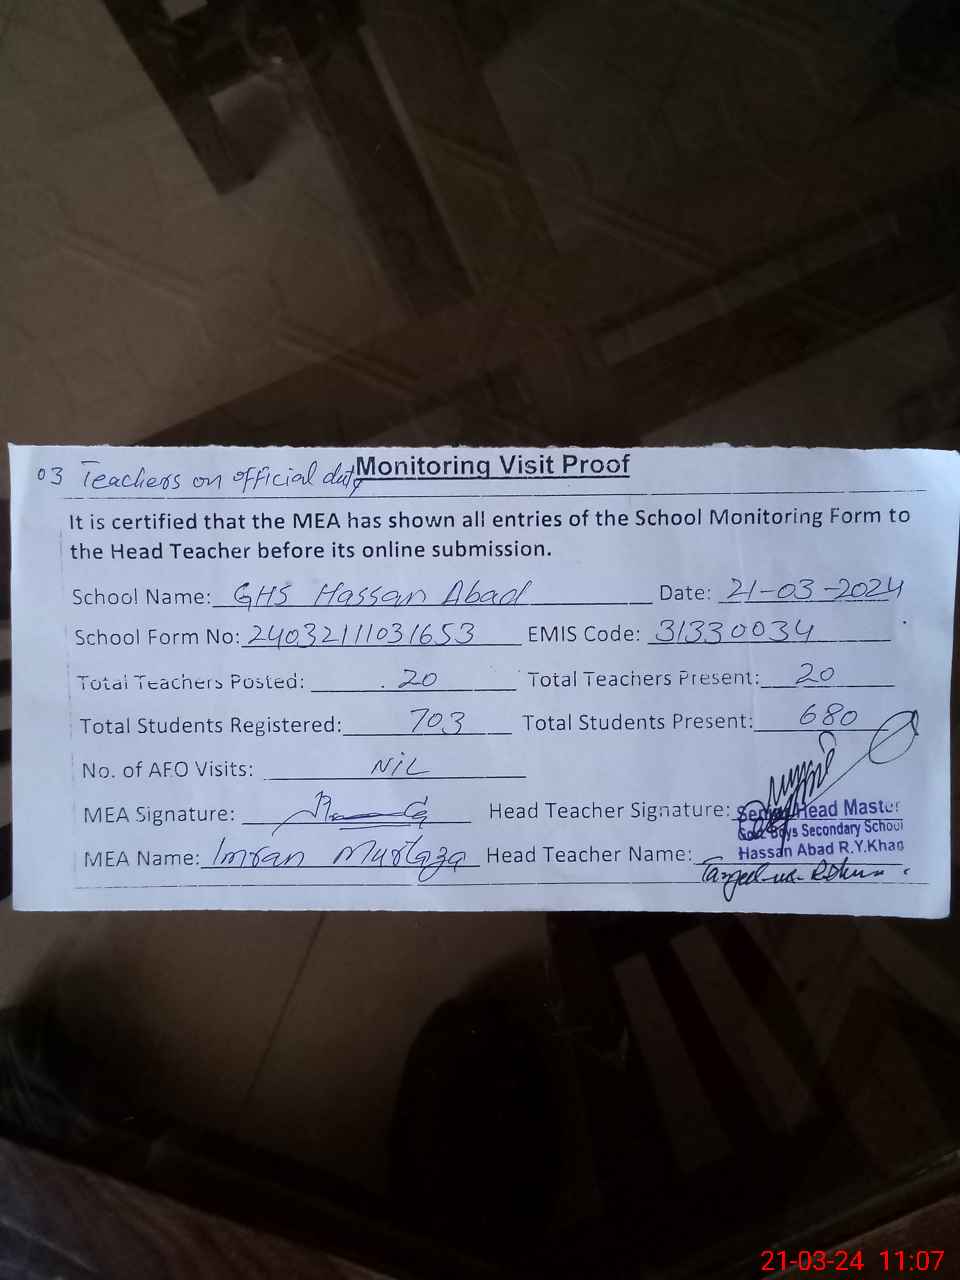 03 Teachers on official duty Monitoring Visit Proof
It is certified that the MEA has shown all entries of the School Monitoring Form to
the Head Teacher before its online submission.
School Name: GHS Hassan Abad Date: 21-03-2024
School Form No: 24032111031653 EMIS Code: 31330034
Total Teachers Posted: 20 Total Teachers Present: 20
Total Students Registered: 703 Total Students Present: 680
No. of AFO Visits: NIL
MEA Signature: Head Teacher Signature:
Senior Head Master
Govt Boys Secondary School
Hassan Abad R.Y.Khan
MEA Name: Imran Murtaza Head Teacher Name:
21-03-24 11:07